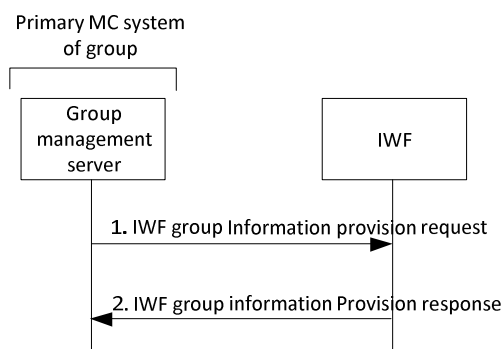 Primary MC system
of group
Group
management
server
IWF
1. IWF group Information provision request
2. IWF group information Provision response